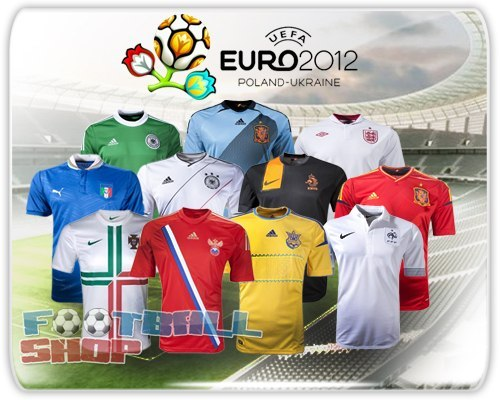 UEFA
EURO2012
POLAND-UKRAINE
FOOTBALL
SHOP